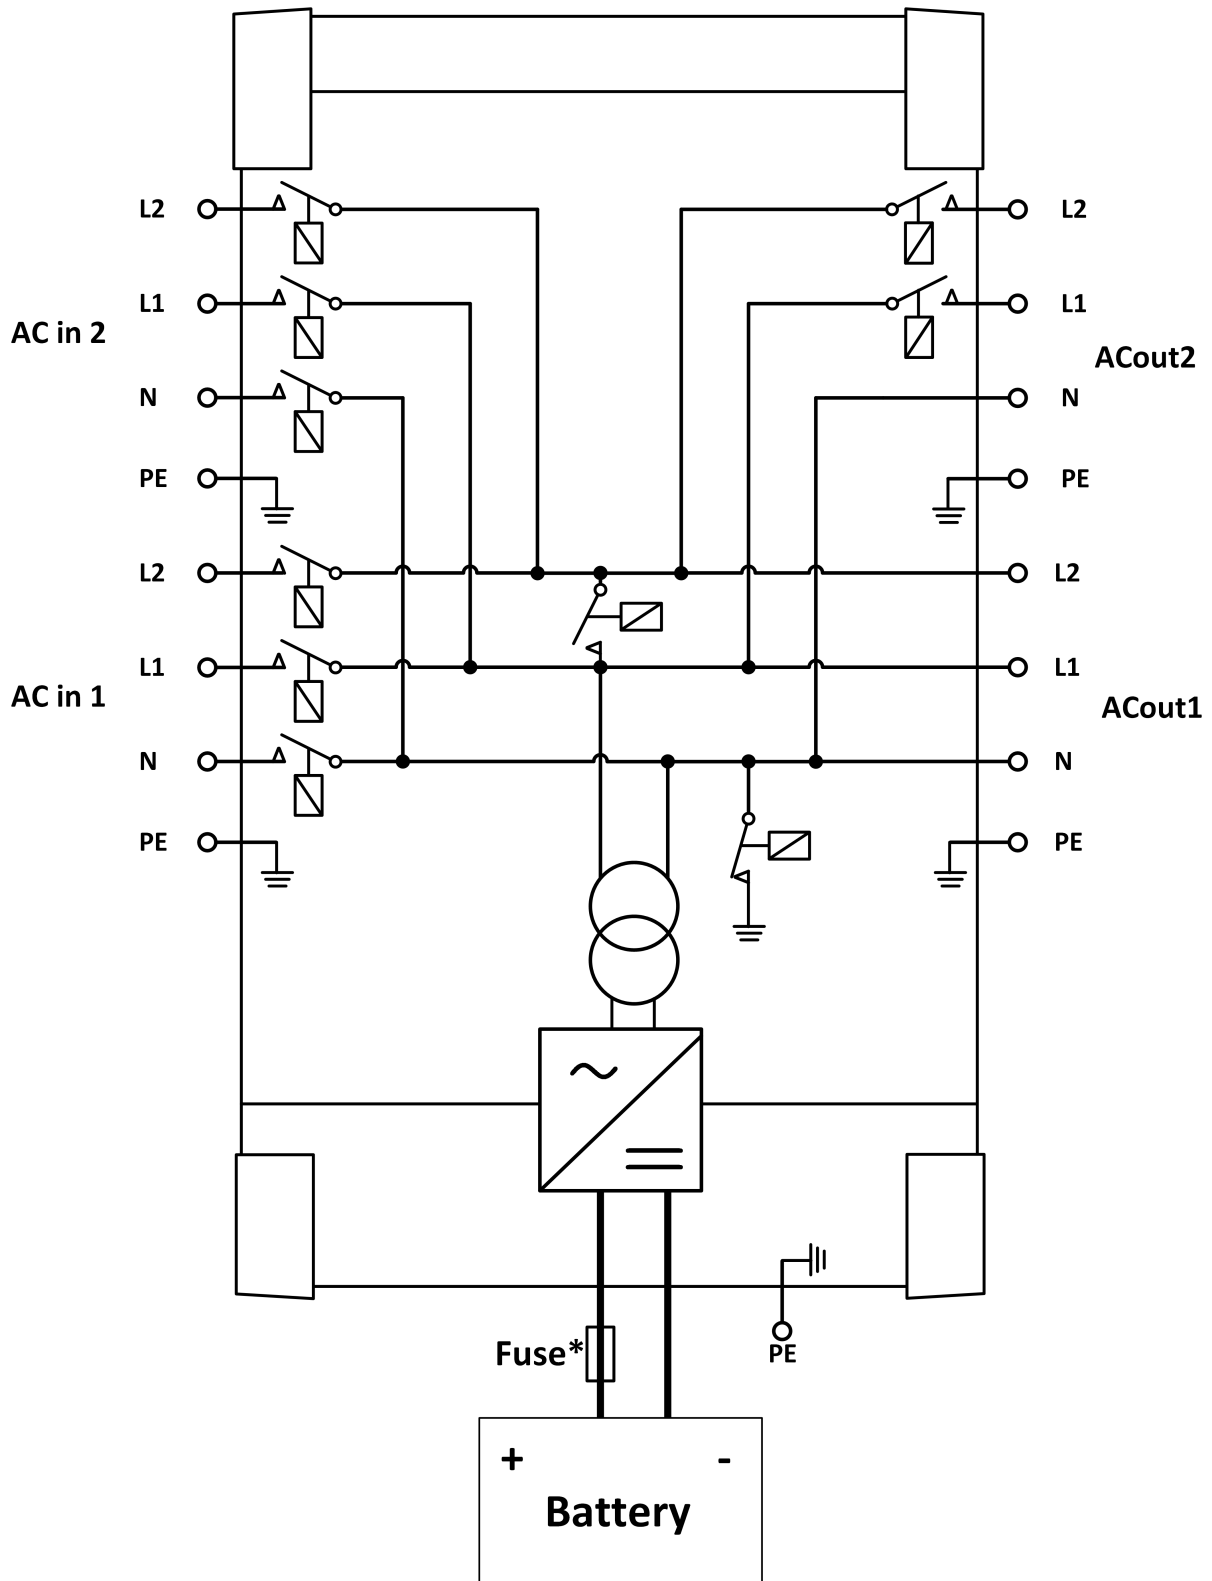 L2
L2
L1
L1
AC in 2
ACout2
N
N
PE
PE
L2
L2
L1
L1
AC in 1
ACout1
N
N
PE
PE
Fuse*
PE
+ -
Battery